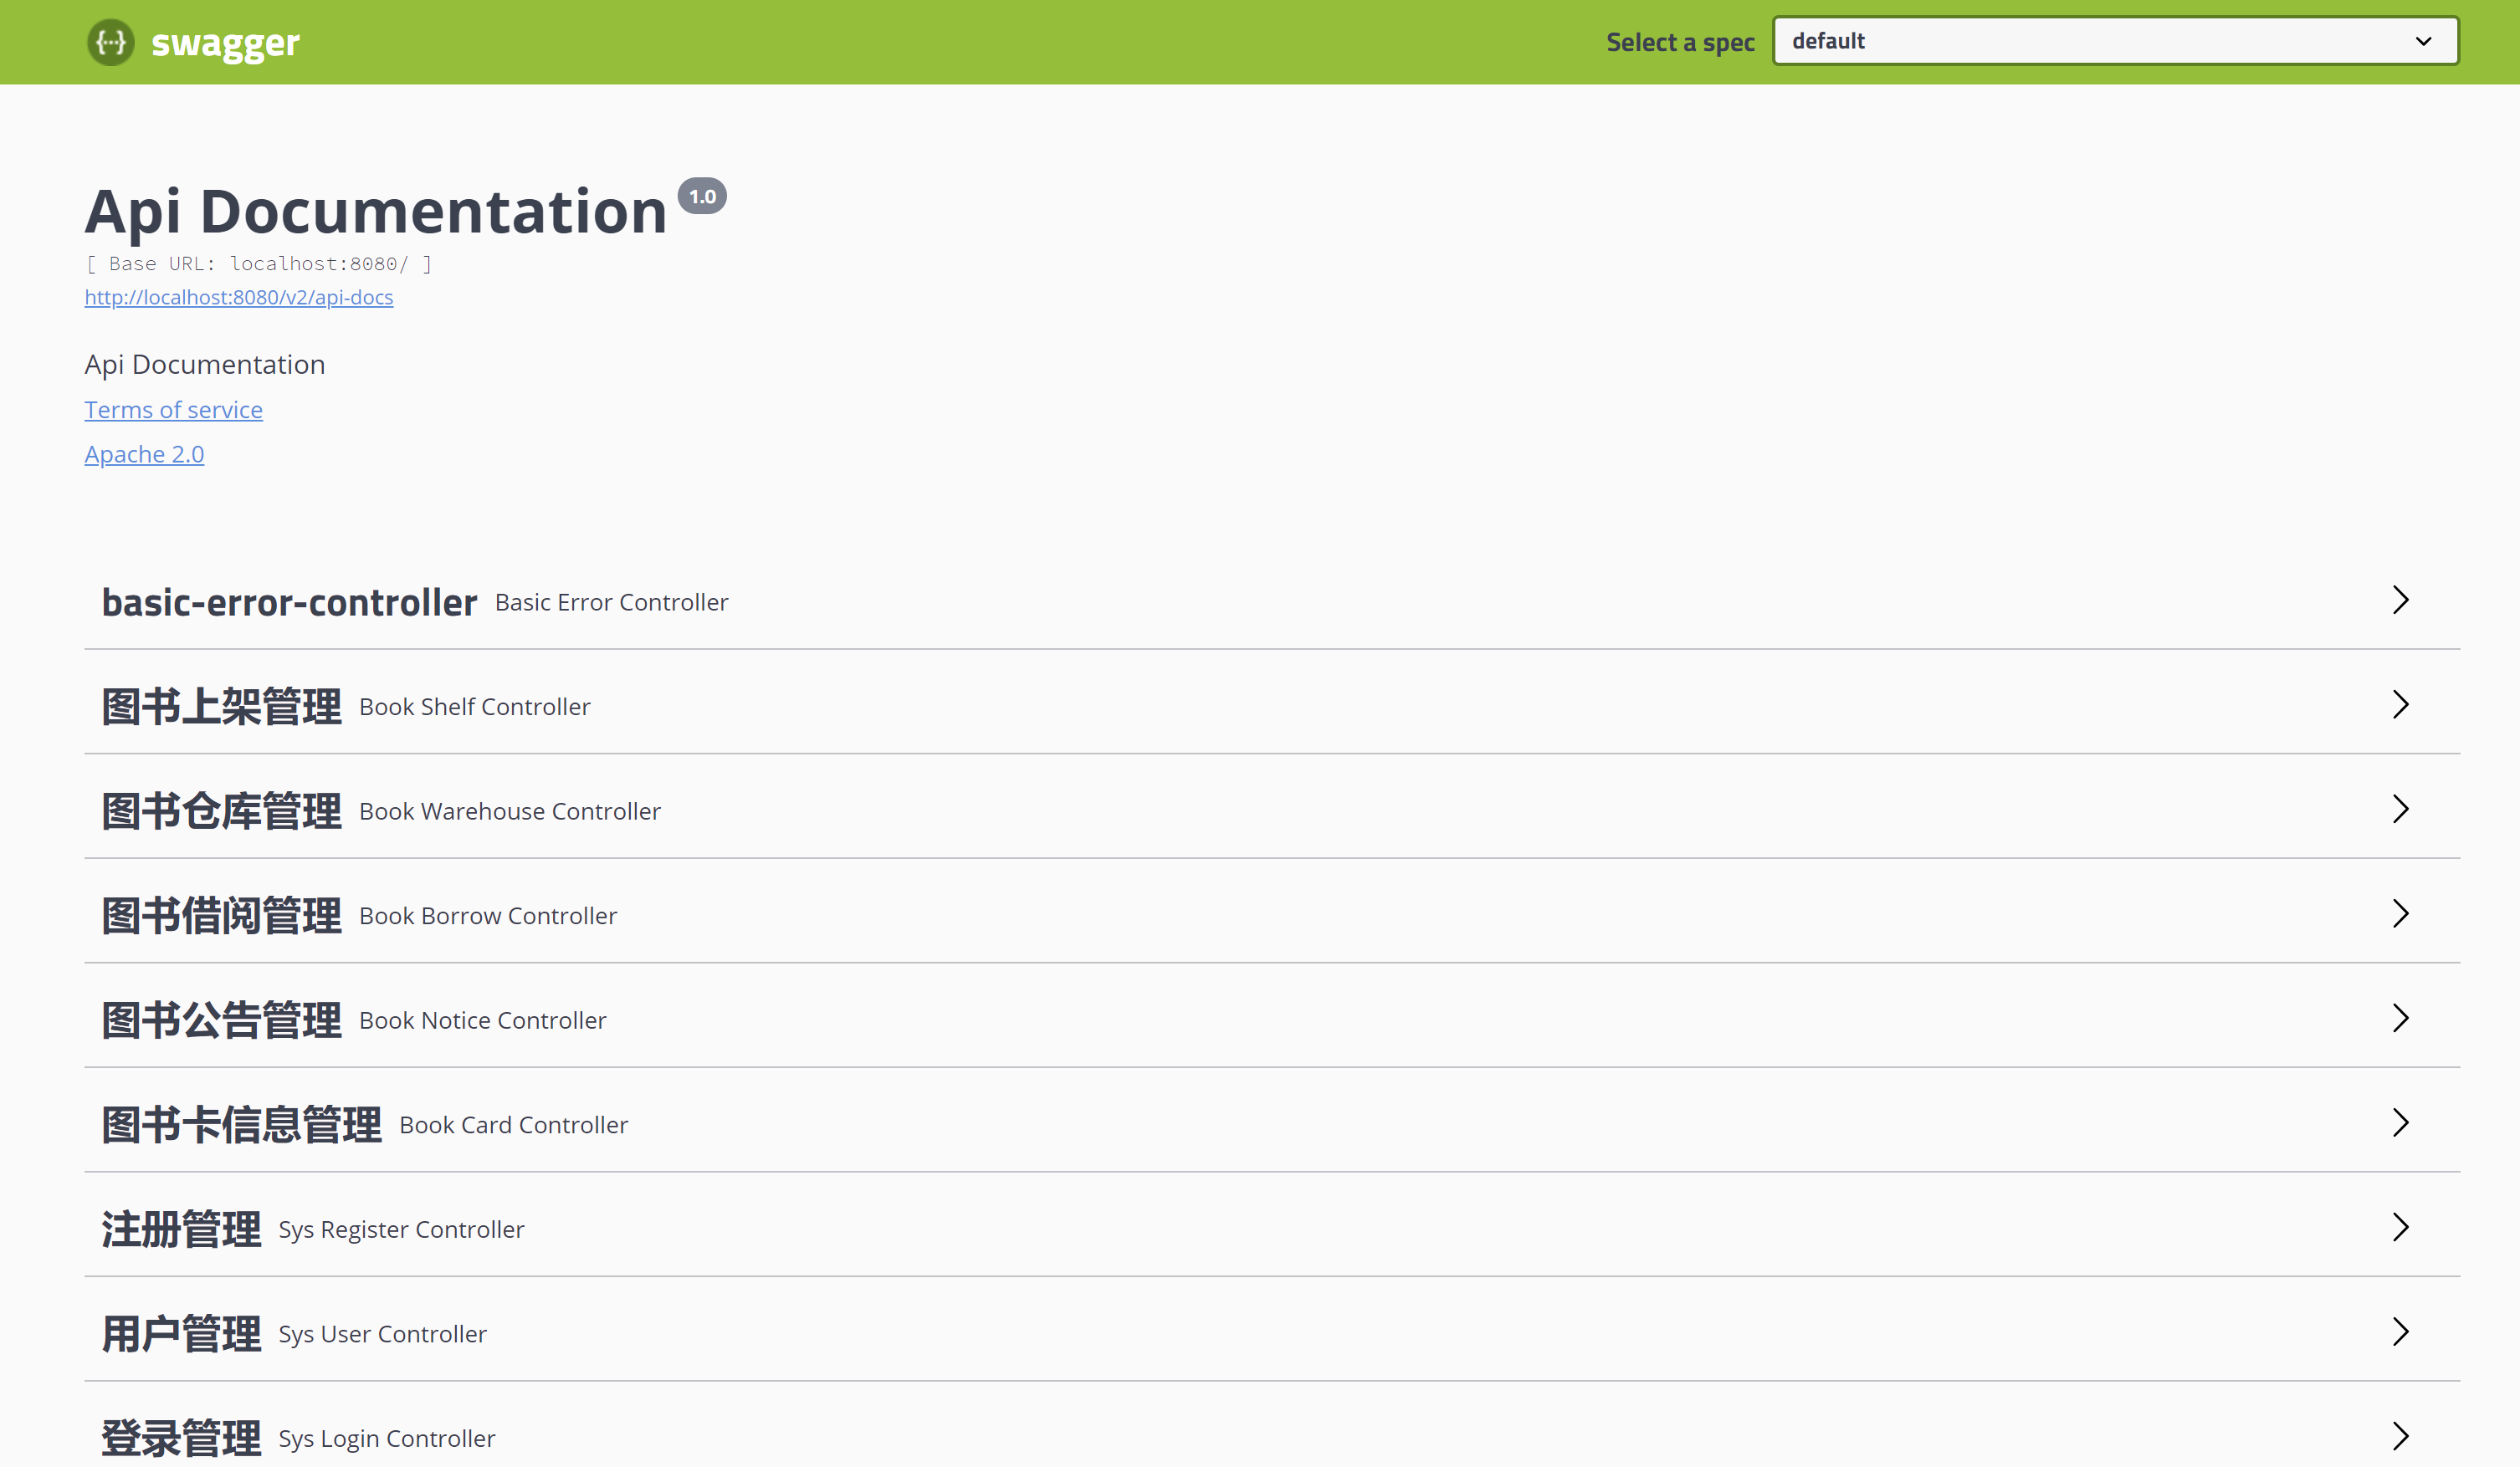 swagger
Select a spec default
Api Documentation 1.0
[ Base URL: localhost:8080/ ]
http://localhost:8080/v2/api-docs
Api Documentation
Terms of service
Apache 2.0
basic-error-controller Basic Error Controller
图书上架管理 Book Shelf Controller
图书仓库管理 Book Warehouse Controller
图书借阅管理 Book Borrow Controller
图书公告管理 Book Notice Controller
图书卡信息管理 Book Card Controller
注册管理 Sys Register Controller
用户管理 Sys User Controller
登录管理 Sys Login Controller